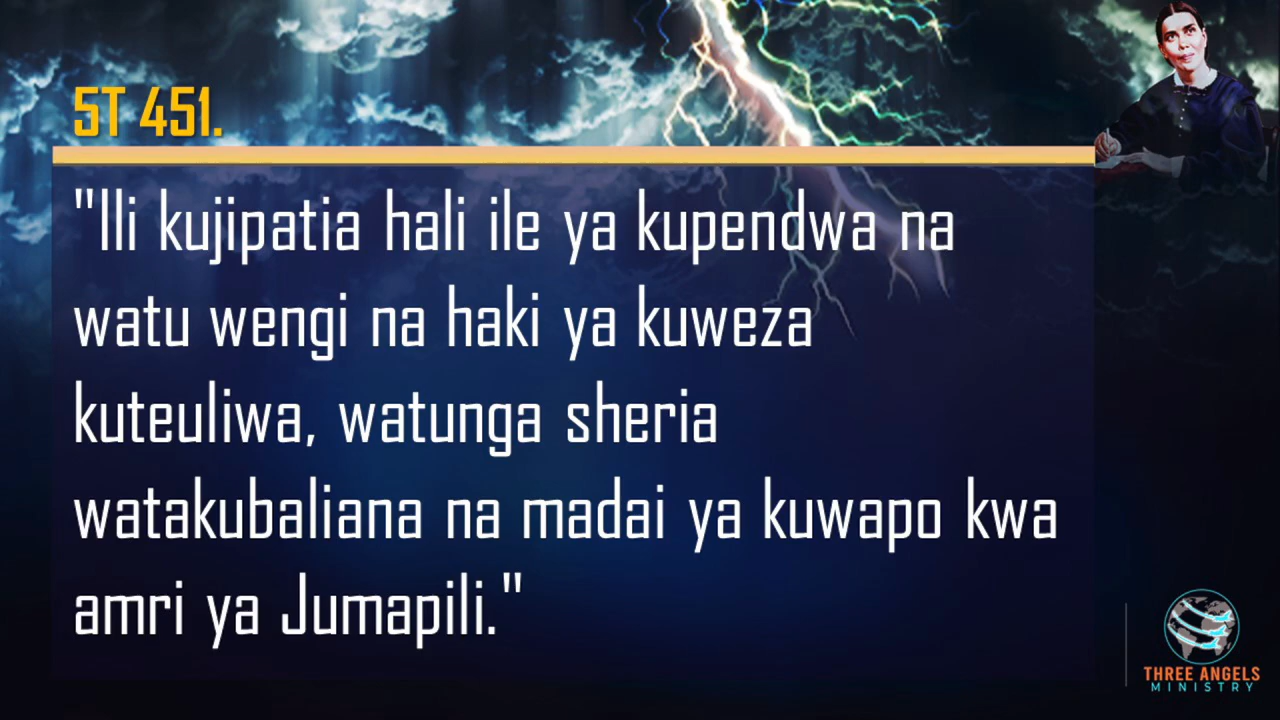 5T 451.
"Ili kujipatia hali ile ya kupendwa na
watu wengi na haki ya kuweza
kuteuliwa, watunga sheria
watakubaliana na madai ya kuwapo kwa
amri ya Jumapili."
THREE ANGELS
MINISTRY